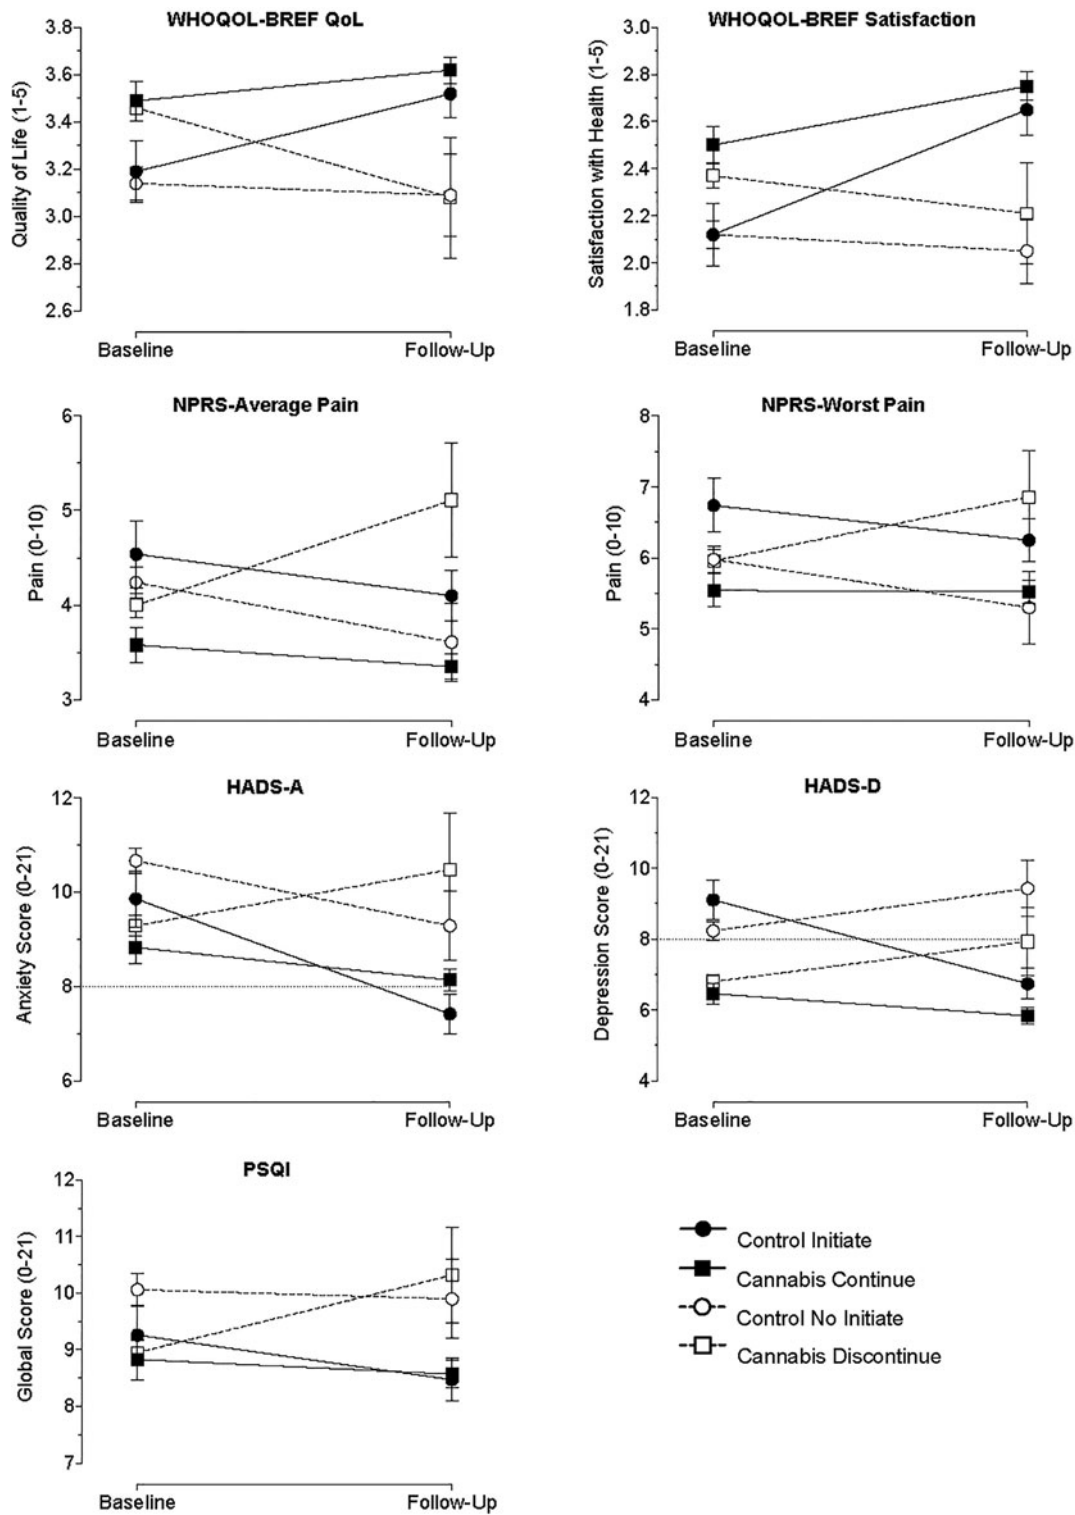 WHOQOL-BREF QoL
Quality of Life (1-5)
3.8
3.6
3.4
3.2
3.0
2.8
2.6
Baseline
Follow-Up
WHOQOL-BREF Satisfaction
Satisfaction with Health (1-5)
3.0
2.8
2.6
2.4
2.2
2.0
1.8
Baseline
Follow-Up
NPRS-Average Pain
Pain (0-10)
6
5
4
3
Baseline
Follow-Up
NPRS-Worst Pain
Pain (0-10)
8
7
6
5
4
Baseline
Follow-Up
HADS-A
Anxiety Score (0-21)
12
10
8
6
Baseline
Follow-Up
HADS-D
Depression Score (0-21)
12
10
8
6
4
Baseline
Follow-Up
PSQI
Global Score (0-21)
12
11
10
9
8
7
Baseline
Follow-Up
Control Initiate
Cannabis Continue
Control No Initiate
Cannabis Discontinue